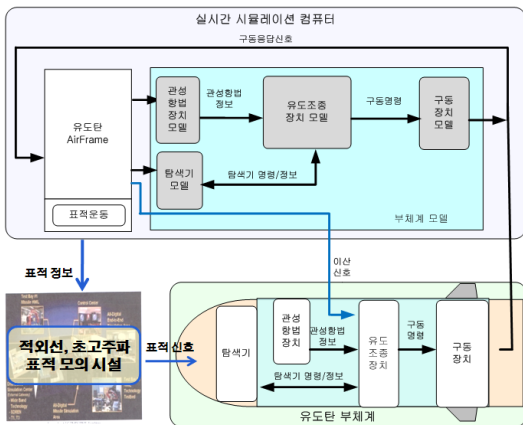 실시간 시뮬레이션 컴퓨터
구동응답신호
유도탄
AirFrame
표적운동
관성
항법
장치
모델
관성항법
정보
유도조종
장치 모델
구동명령
구동
장치
모델
탐색기
모델
탐색기 명령/정보
부체계 모델
표적 정보
이산
신호
적외선, 초고주파
표적 모의 시설
표적 신호
탐색기
관성
항법
장치
관성항법
정보
유도
조종
장치
구동
명령
구동
장치
탐색기 명령/정보
유도탄 부체계